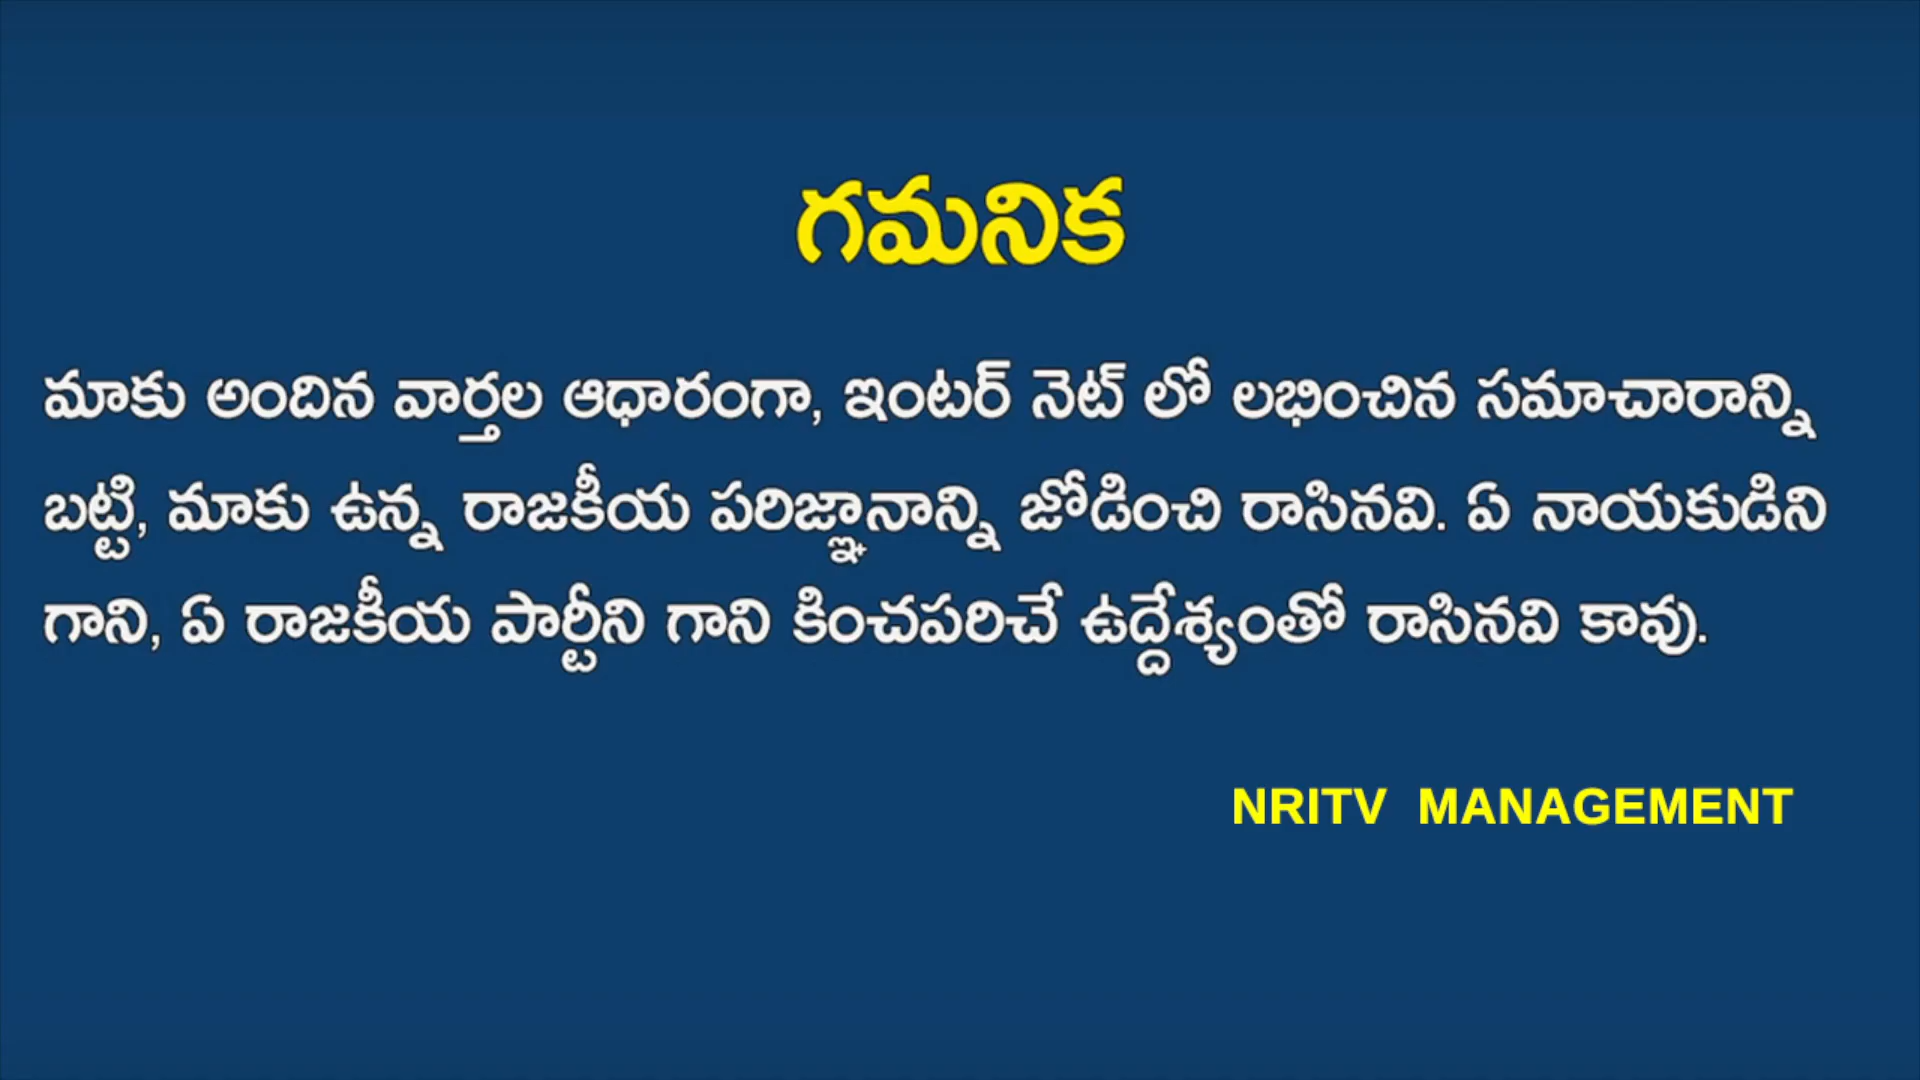 గమనిక
మాకు అందిన వార్తల ఆధారంగా, ఇంటర్ నెట్ లో లభించిన సమాచారాన్ని
బట్టి, మాకు ఉన్న రాజకీయ పరిజ్ఞానాన్ని జోడించి రాసినవి. ఏ నాయకుడిని
గాని, ఏ రాజకీయ పార్టీని గాని కించపరిచే ఉద్దేశ్యంతో రాసినవి కావు.
NRITV MANAGEMENT